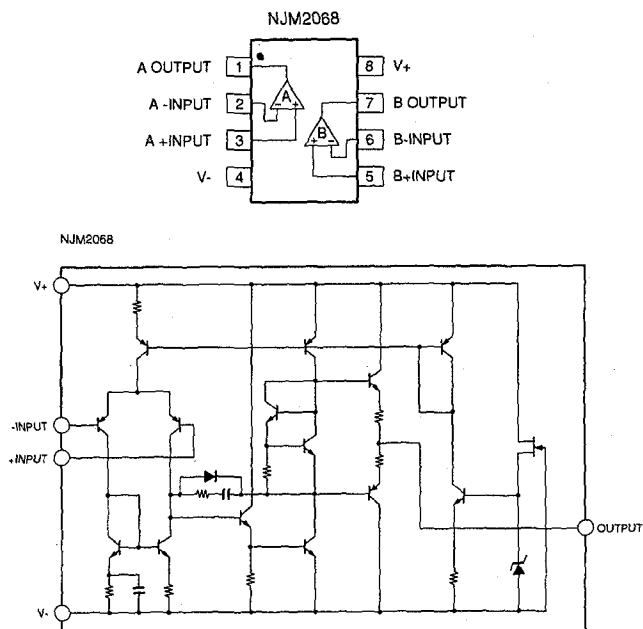 NJM2068
A OUTPUT 1
8 V+
A -INPUT 2
7 B OUTPUT
A +INPUT 3
6 B-INPUT
V- 4
5 B+INPUT
A
- +
B
+ -
NJM2068
V+
-INPUT
+INPUT
OUTPUT
V-